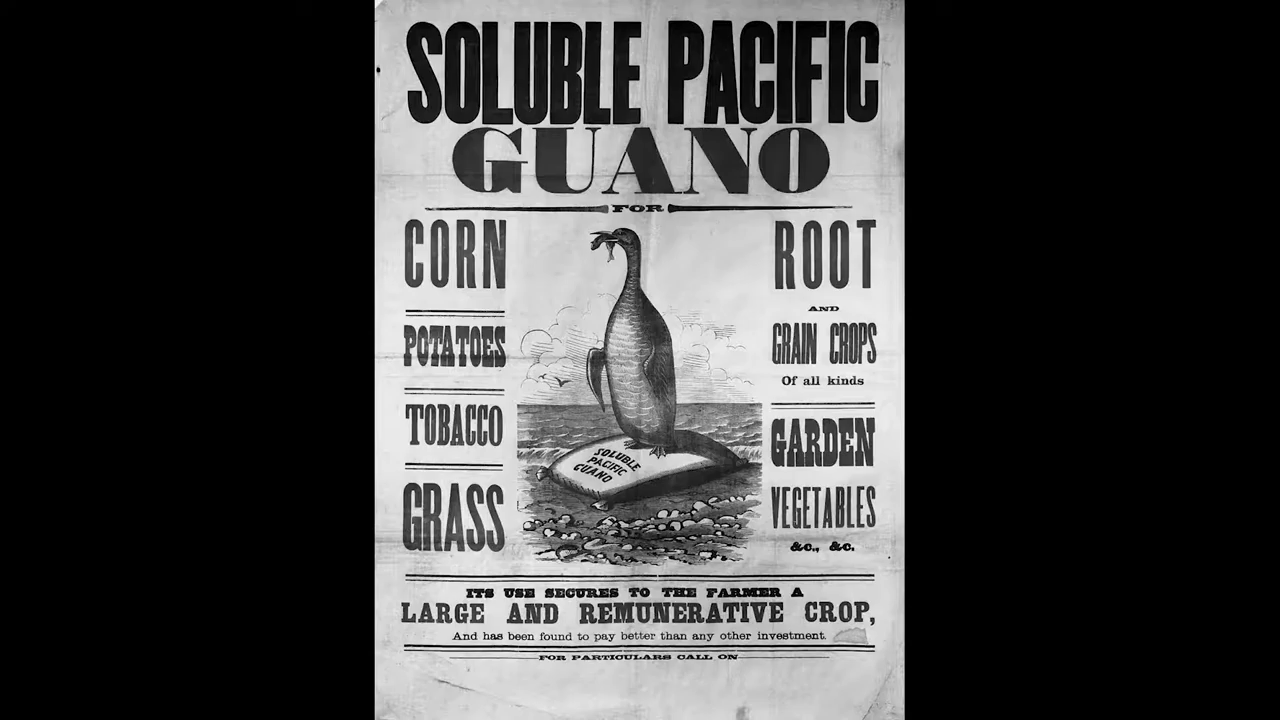 SOLUBLE PACIFIC
GUANO
FOR
CORN
POTATOES
TOBACCO
GRASS
SOLUBLE
PACIFIC
GUANO
ROOT
AND
GRAIN CROPS
Of all kinds
GARDEN
VEGETABLES
&c., &c.
ITS USE SECURES TO THE FARMER A
LARGE AND REMUNERATIVE CROP,
And has been found to pay better than any other investment.
FOR PARTICULARS CALL ON